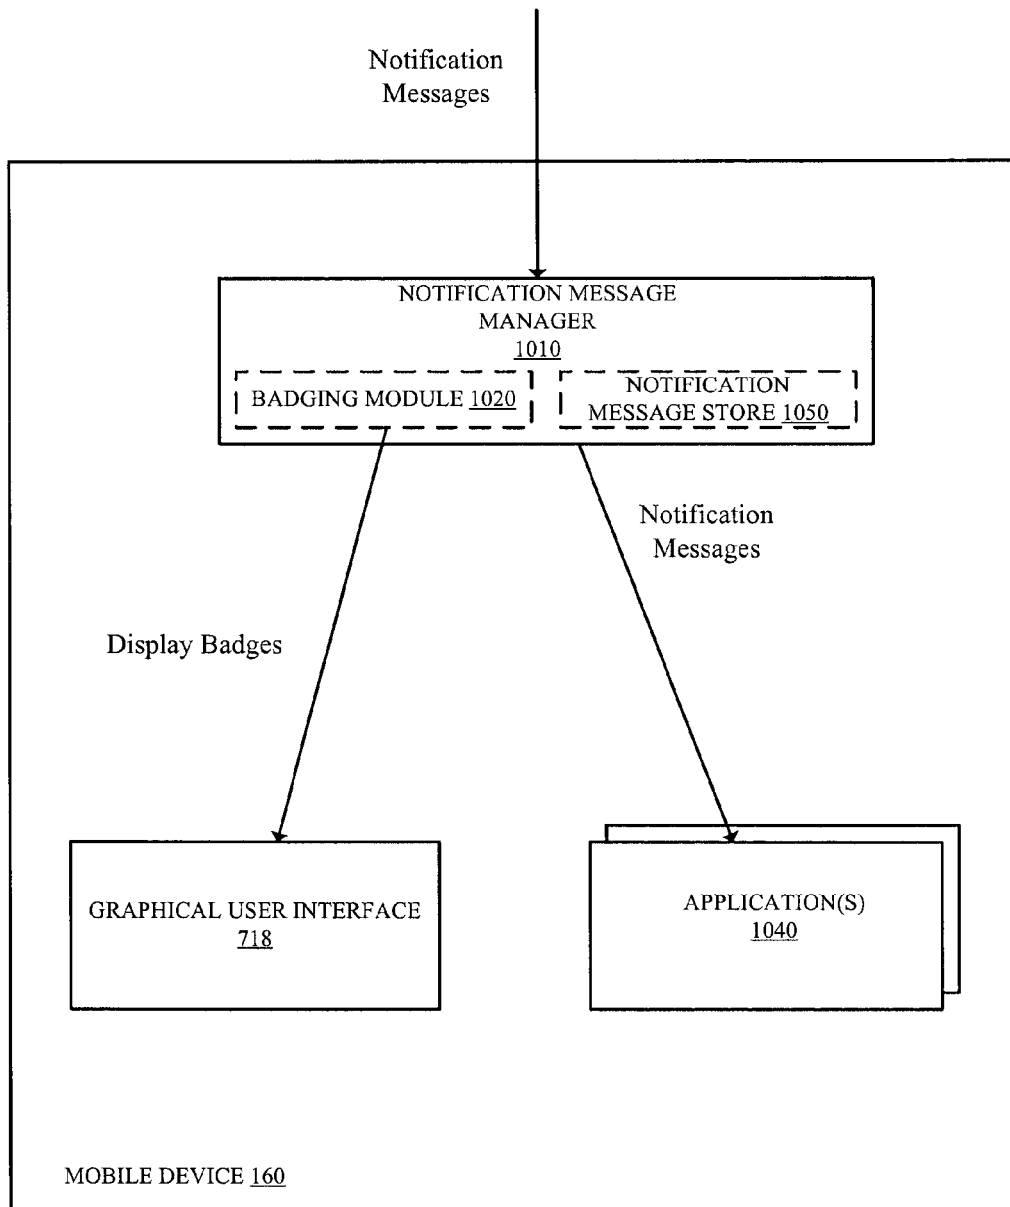 Notification
Messages
NOTIFICATION MESSAGE
MANAGER
1010
BADGING MODULE 1020
NOTIFICATION
MESSAGE STORE 1050
Notification
Messages
Display Badges
GRAPHICAL USER INTERFACE
718
APPLICATION(S)
1040
MOBILE DEVICE 160